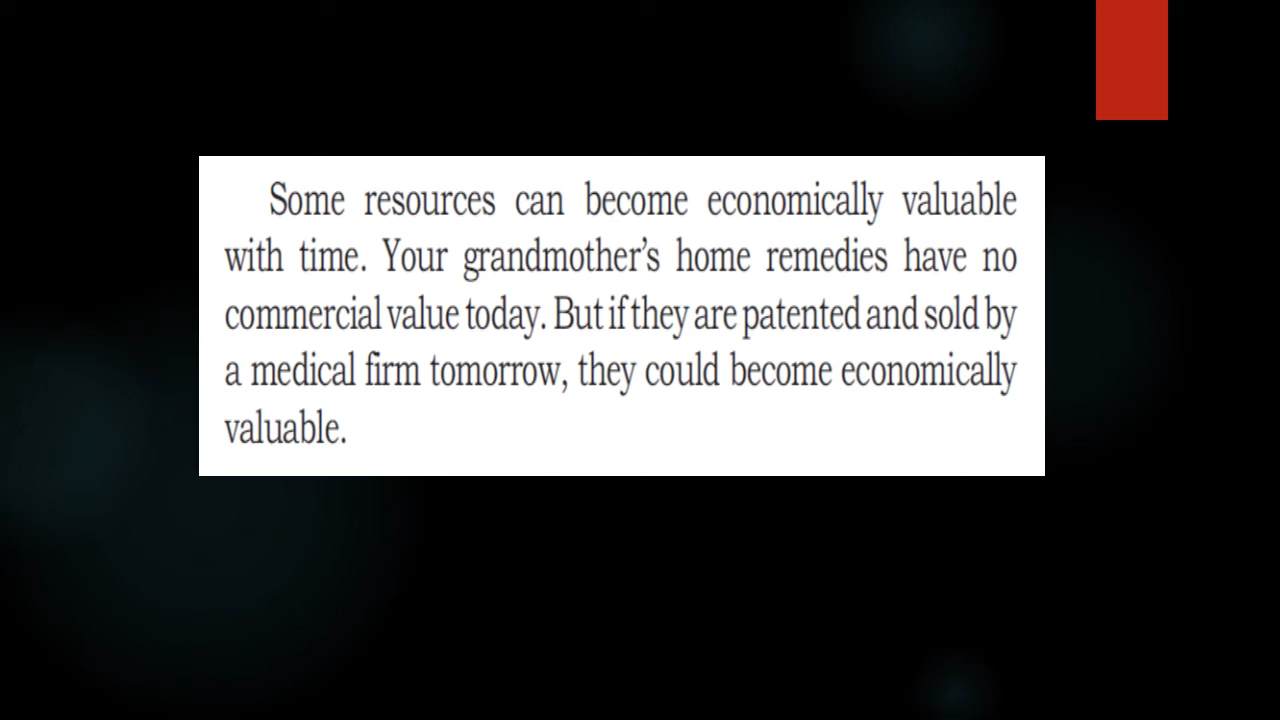 Some resources can become economically valuable
with time. Your grandmother’s home remedies have no
commercial value today. But if they are patented and sold by
a medical firm tomorrow, they could become economically
valuable.